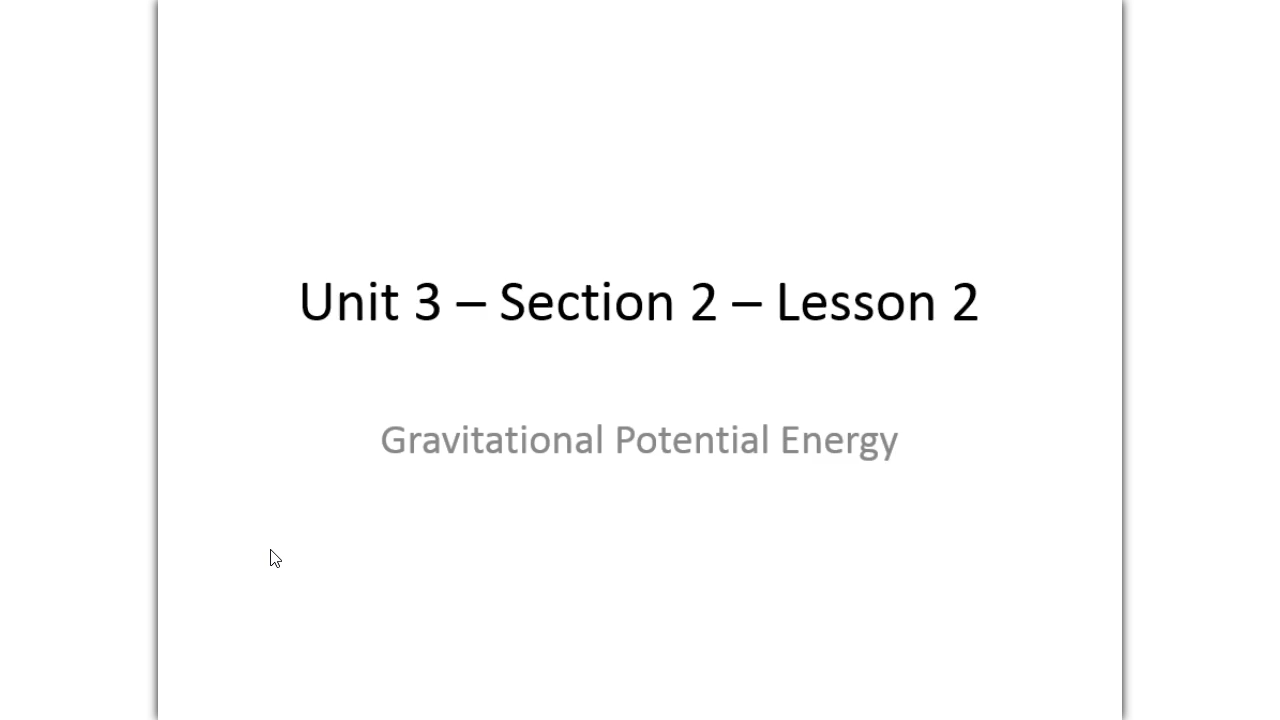 Unit 3 – Section 2 – Lesson 2
Gravitational Potential Energy